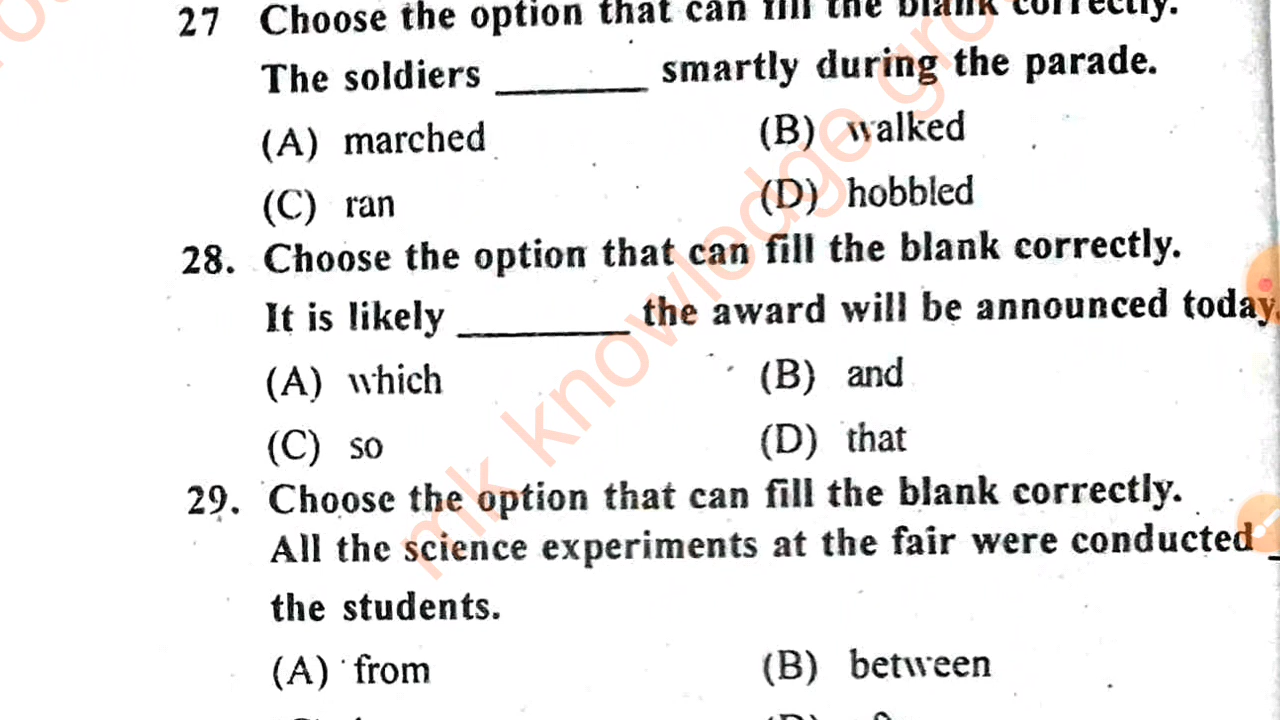 27 Choose the option that can fill the blank correctly.
The soldiers ________ smartly during the parade.
(A) marched (B) walked
(C) ran (D) hobbled
28. Choose the option that can fill the blank correctly.
It is likely ________ the award will be announced today.
(A) which (B) and
(C) so (D) that
29. Choose the option that can fill the blank correctly.
All the science experiments at the fair were conducted _
the students.
(A) from (B) between
mk knowledge gro